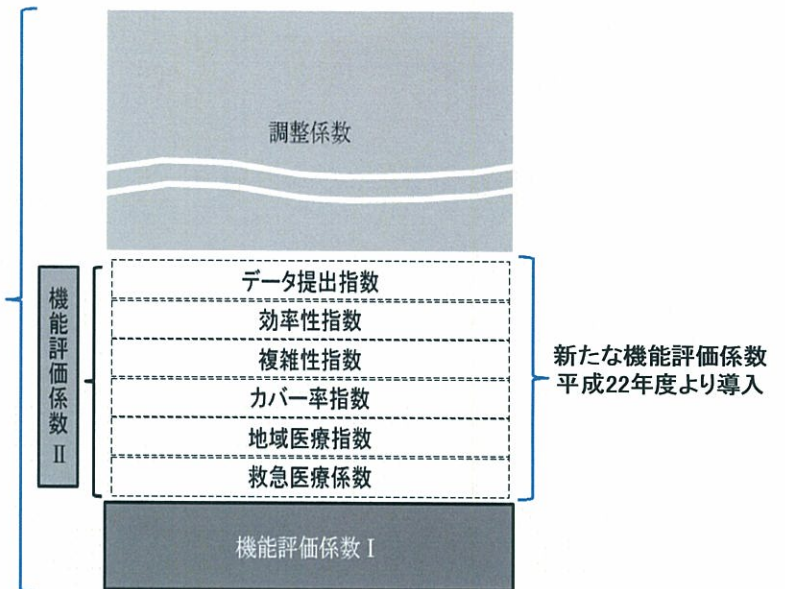 調整係数
機能評価係数Ⅱ
データ提出指数
効率性指数
複雑性指数
カバー率指数
地域医療指数
救急医療係数
新たな機能評価係数
平成22年度より導入
機能評価係数Ⅰ